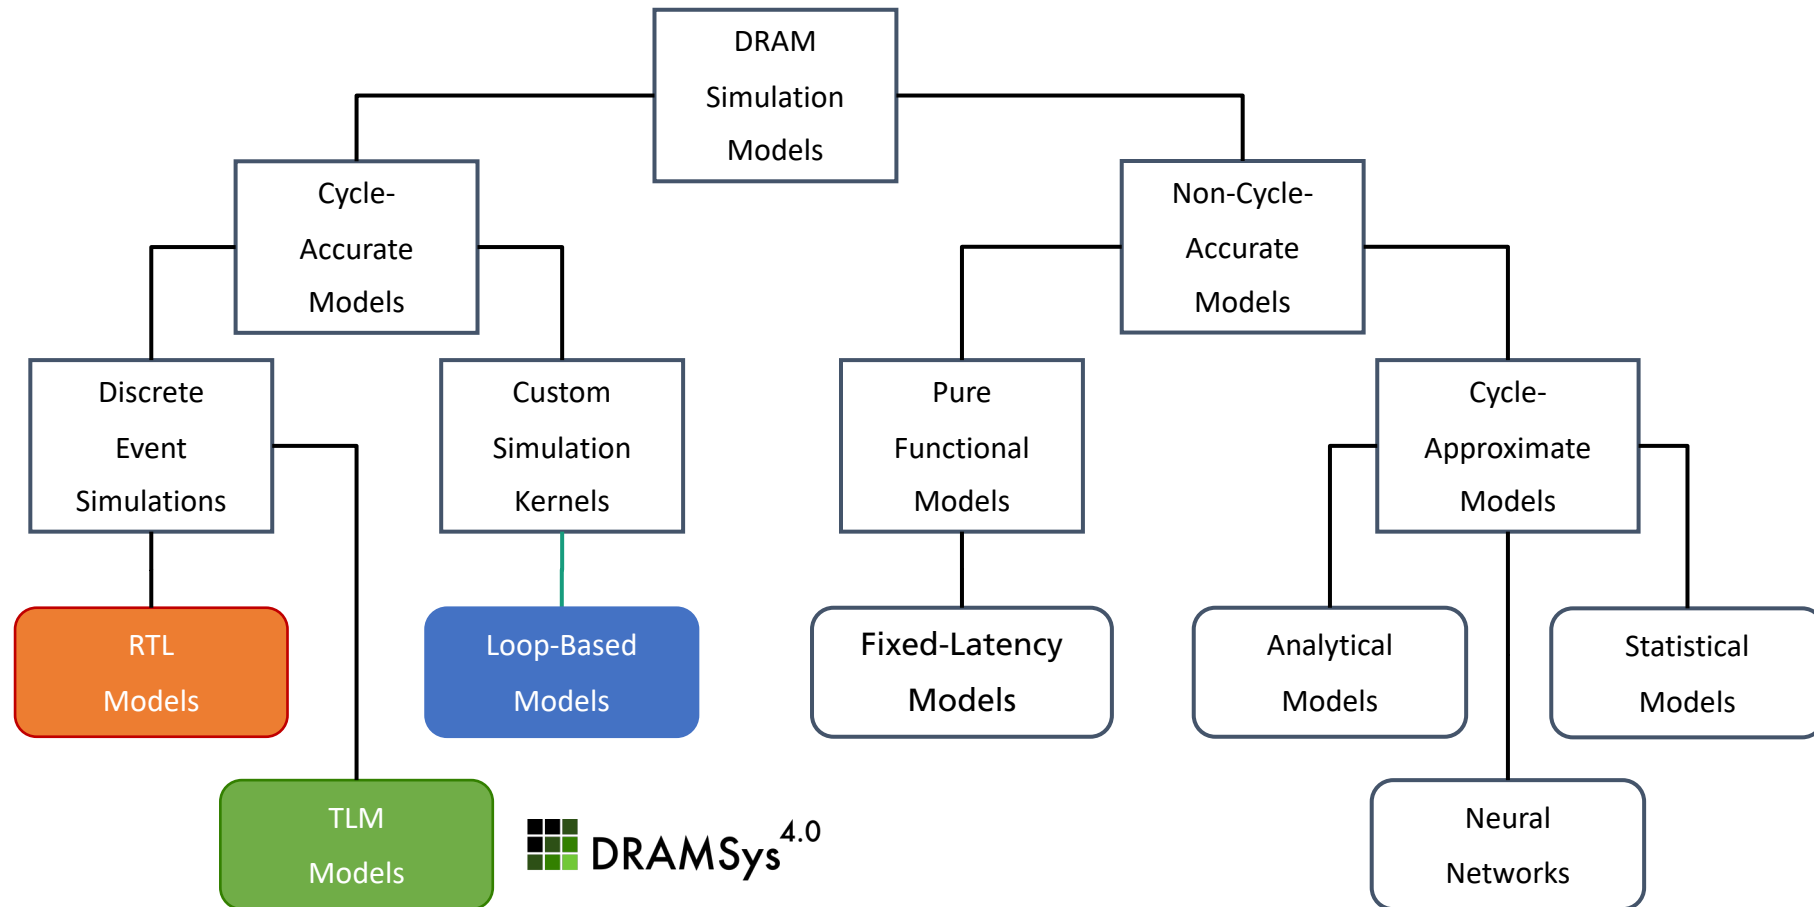 DRAM
Simulation
Models
Cycle-
Accurate
Models
Non-Cycle-
Accurate
Models
Discrete
Event
Simulations
Custom
Simulation
Kernels
Pure
Functional
Models
Cycle-
Approximate
Models
RTL
Models
Loop-Based
Models
Fixed-Latency
Models
Analytical
Models
Statistical
Models
TLM
Models
DRAMSys 4.0
Neural
Networks